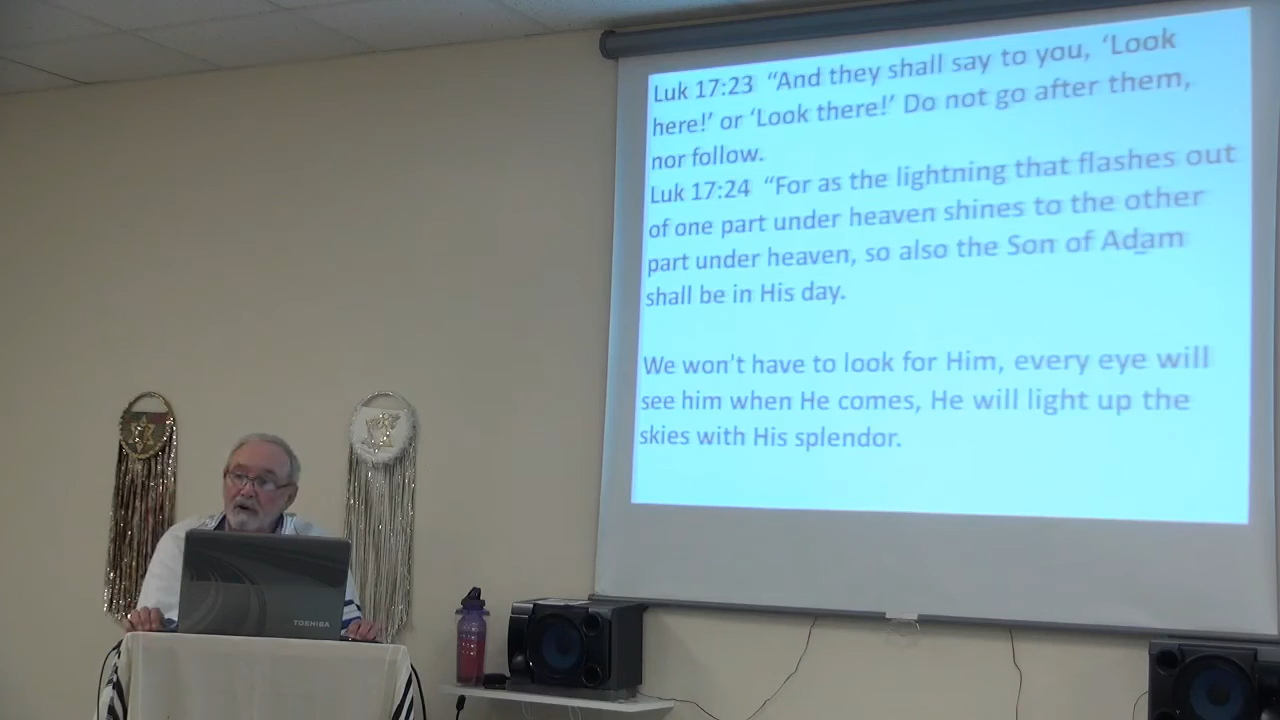 Luk 17:23 “And they shall say to you, ‘Look
here!’ or ‘Look there!’ Do not go after them,
nor follow.
Luk 17:24 “For as the lightning that flashes out
of one part under heaven shines to the other
part under heaven, so also the Son of Adam
shall be in His day.
We won't have to look for Him, every eye will
see him when He comes, He will light up the
skies with His splendor.
TOSHIBA